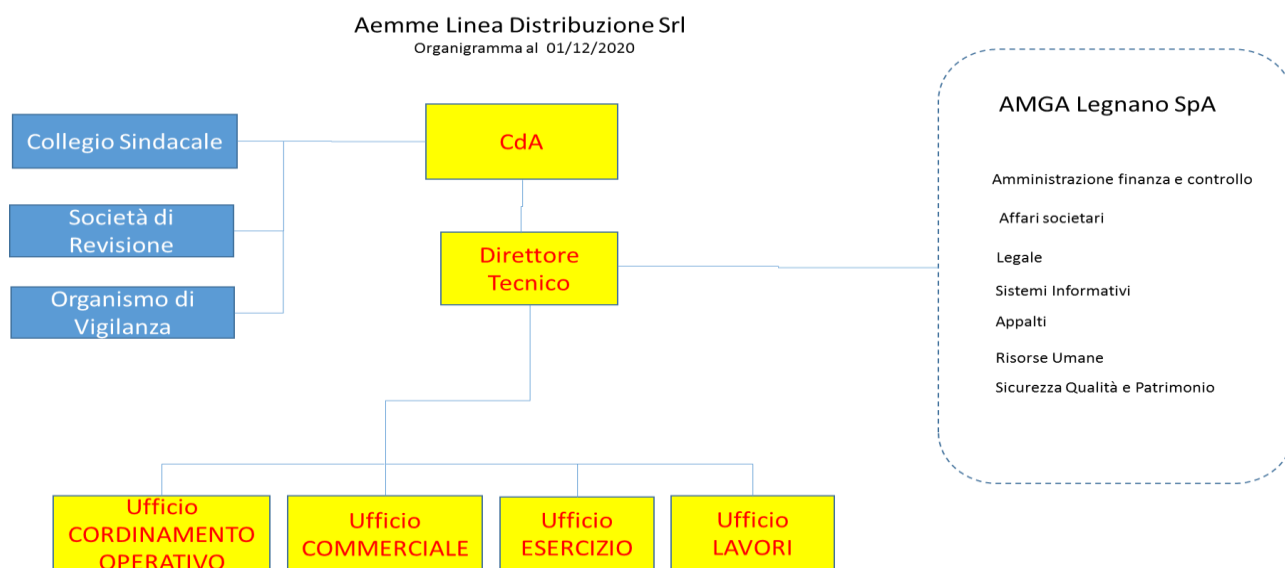 Aemme Linea Distribuzione Srl
Organigramma al 01/12/2020
Collegio Sindacale
Società di
Revisione
Organismo di
Vigilanza
CdA
Direttore
Tecnico
AMGA Legnano SpA
Amministrazione finanza e controllo
Affari societari
Legale
Sistemi Informativi
Appalti
Risorse Umane
Sicurezza Qualità e Patrimonio
Ufficio
CORDINAMENTO
OPERATIVO
Ufficio
COMMERCIALE
Ufficio
ESERCIZIO
Ufficio
LAVORI